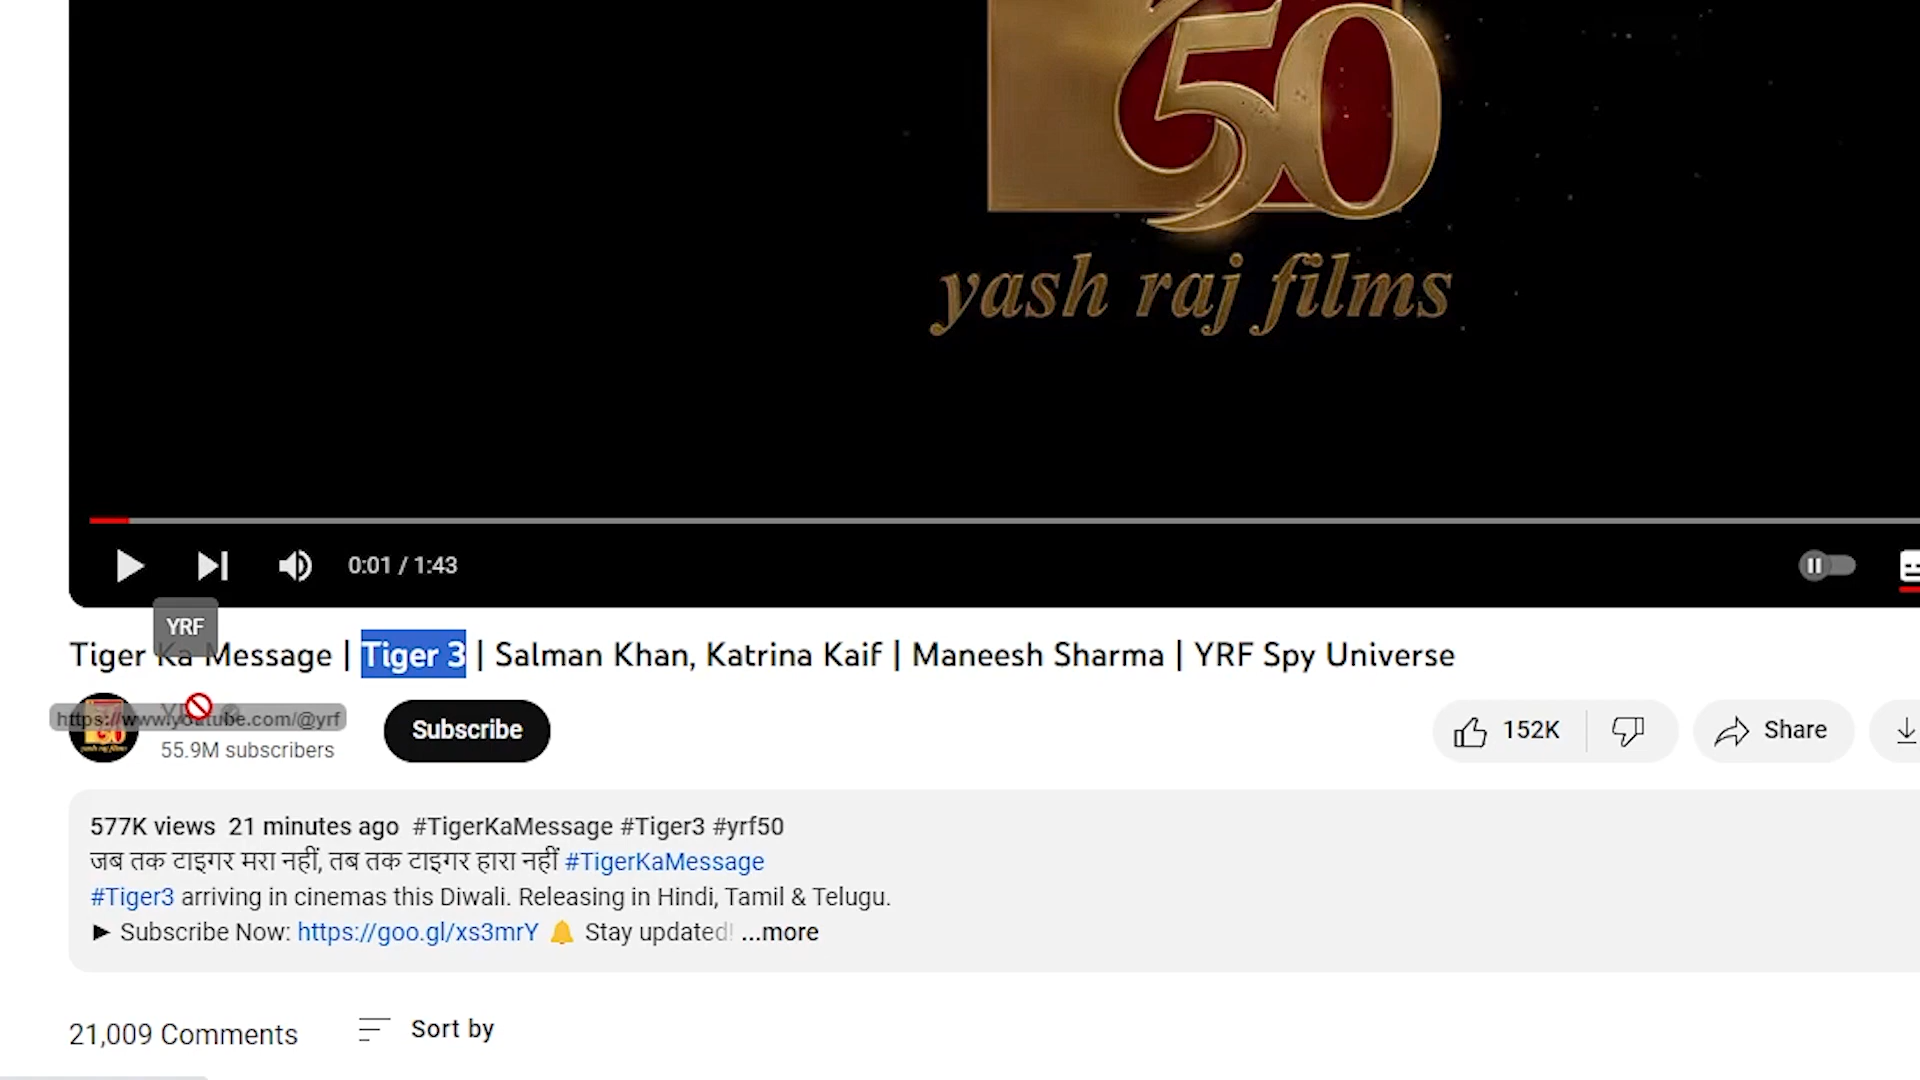 50
yash raj films
0:01 / 1:43
YRF
Tiger Ka Message | Tiger 3 | Salman Khan, Katrina Kaif | Maneesh Sharma | YRF Spy Universe
https://www.youtube.com/@yrf
55.9M subscribers
Subscribe
152K
Share
577K views 21 minutes ago #TigerKaMessage #Tiger3 #yrf50
जब तक टाइगर मरा नहीं, तब तक टाइगर हारा नहीं #TigerKaMessage
#Tiger3 arriving in cinemas this Diwali. Releasing in Hindi, Tamil & Telugu.
► Subscribe Now: https://goo.gl/xs3mrY 🔔 Stay updated! ...more
21,009 Comments
Sort by